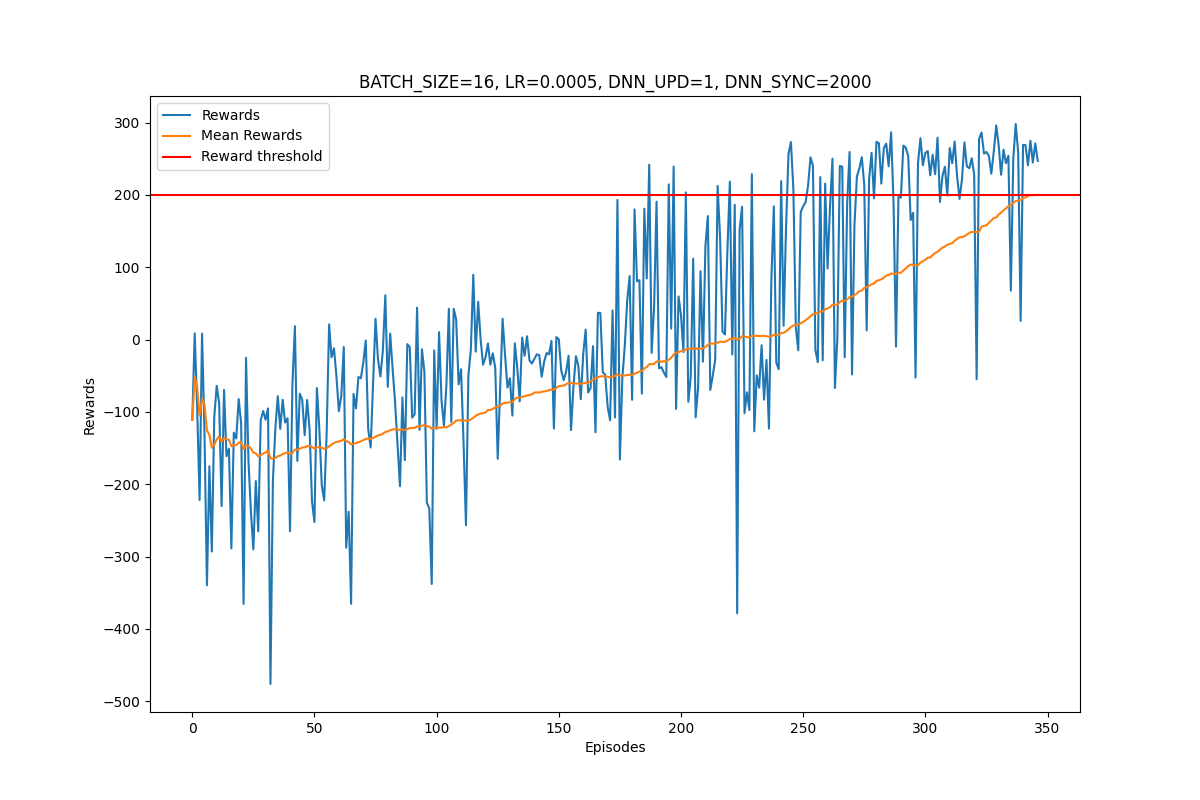 BATCH_SIZE=16, LR=0.0005, DNN_UPD=1, DNN_SYNC=2000
Rewards
Mean Rewards
Reward threshold
300
200
100
0
−100
−200
−300
−400
−500
Rewards
0 50 100 150 200 250 300 350
Episodes